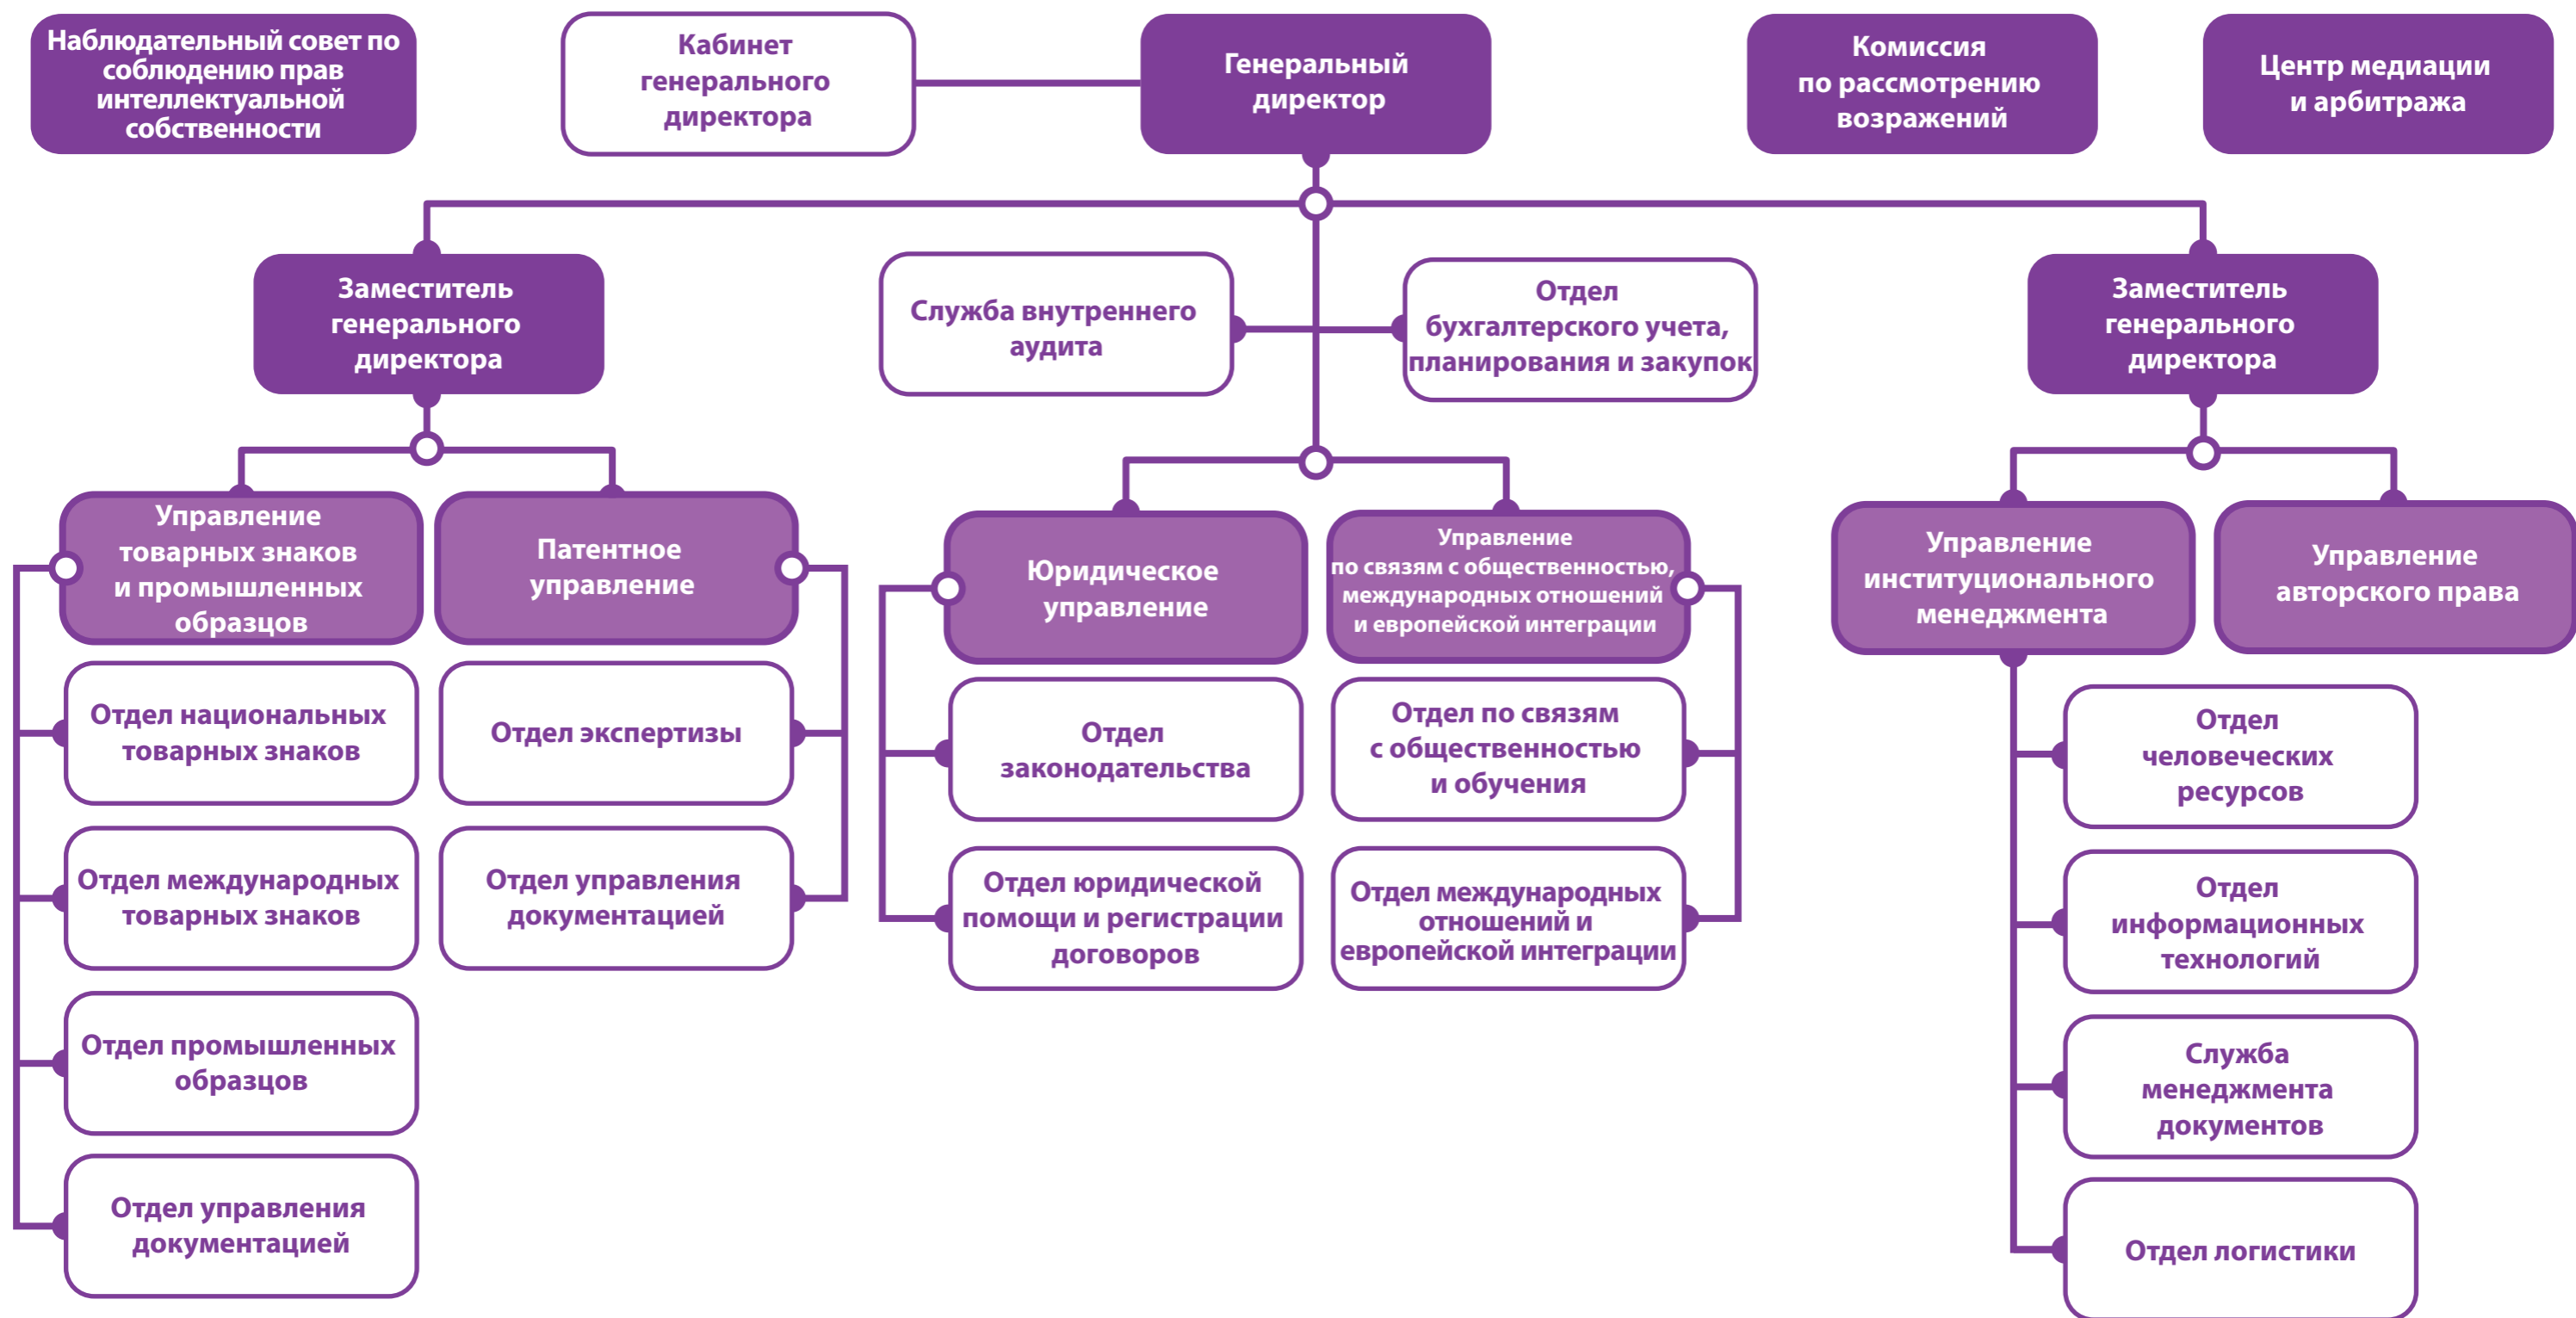 Наблюдательный совет по
соблюдению прав
интеллектуальной
собственности
Кабинет
генерального
директора
Генеральный
директор
Комиссия
по рассмотрению
возражений
Центр медиации
и арбитража
Заместитель
генерального
директора
Служба внутреннего
аудита
Отдел
бухгалтерского учета,
планирования и закупок
Заместитель
генерального
директора
Управление
товарных знаков
и промышленных
образцов
Патентное
управление
Юридическое
управление
Управление
по связям с общественностью,
международных отношений
и европейской интеграции
Управление
институционального
менеджмента
Управление
авторского права
Отдел национальных
товарных знаков
Отдел экспертизы
Отдел
законодательства
Отдел по связям
с общественностью
и обучения
Отдел
человеческих
ресурсов
Отдел международных
товарных знаков
Отдел управления
документацией
Отдел юридической
помощи и регистрации
договоров
Отдел международных
отношений и
европейской интеграции
Отдел
информационных
технологий
Отдел промышленных
образцов
Служба
менеджмента
документов
Отдел управления
документацией
Отдел логистики